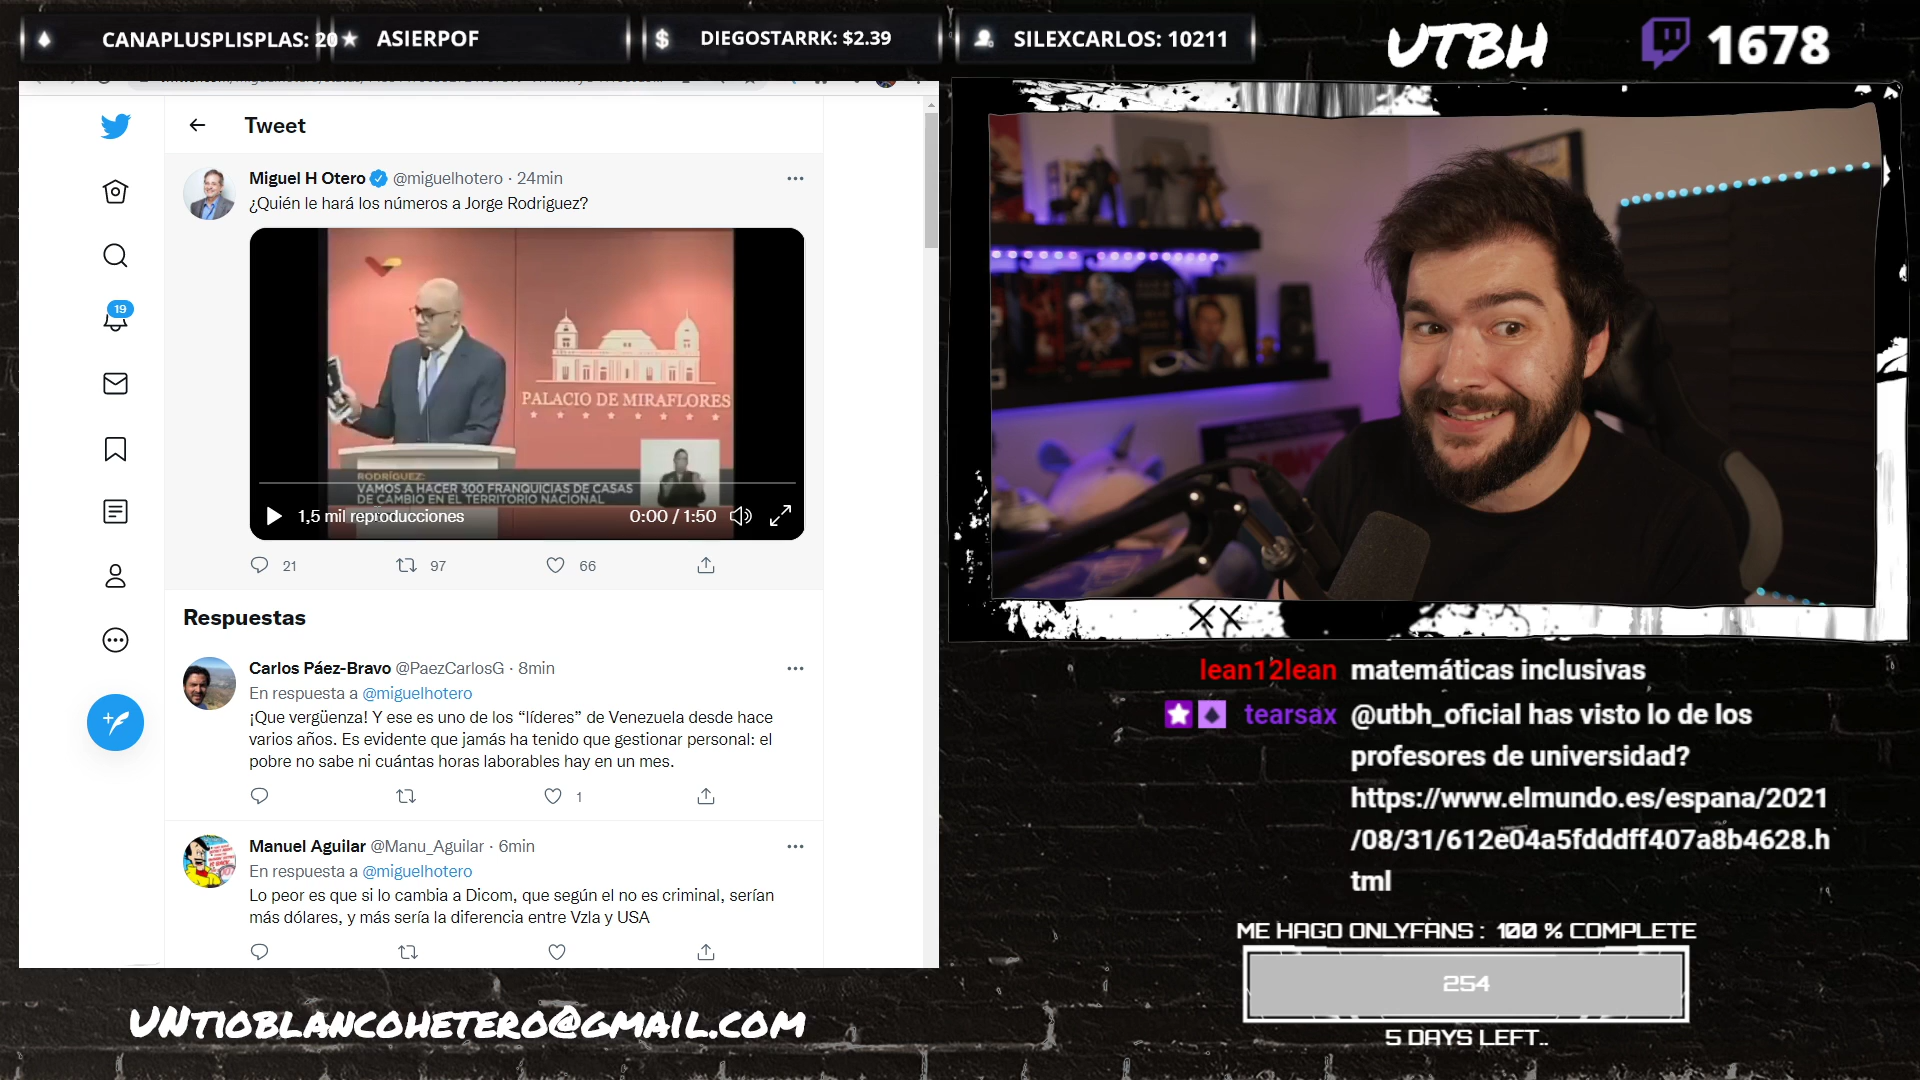 CANAPLUSPLISPLAS: 20
ASIERPOF
DIEGOSTARRK: $2.39
SILEXCARLOS: 10211
UTBH
1678
Tweet
Miguel H Otero @miguelhotero · 24min
¿Quién le hará los números a Jorge Rodriguez?
PALACIO DE MIRAFLORES
RODRÍGUEZ:
VAMOS A HACER 300 FRANQUICIAS DE CASAS
DE CAMBIO EN EL TERRITORIO NACIONAL
1,5 mil reproducciones
0:00 / 1:50
21
97
66
19
Respuestas
Carlos Páez-Bravo @PaezCarlosG · 8min
En respuesta a @miguelhotero
¡Que vergüenza! Y ese es uno de los “líderes” de Venezuela desde hace
varios años. Es evidente que jamás ha tenido que gestionar personal: el
pobre no sabe ni cuántas horas laborables hay en un mes.
1
Manuel Aguilar @Manu_Aguilar · 6min
En respuesta a @miguelhotero
Lo peor es que si lo cambia a Dicom, que según el no es criminal, serían
más dólares, y más sería la diferencia entre Vzla y USA
UNTIOBLANCOHETERO@GMAIL.COM
lean12lean matemáticas inclusivas
tearsax @utbh_oficial has visto lo de los
profesores de universidad?
https://www.elmundo.es/espana/2021
/08/31/612e04a5fdddff407a8b4628.h
tml
ME HAGO ONLYFANS : 100 % COMPLETE
254
5 DAYS LEFT..